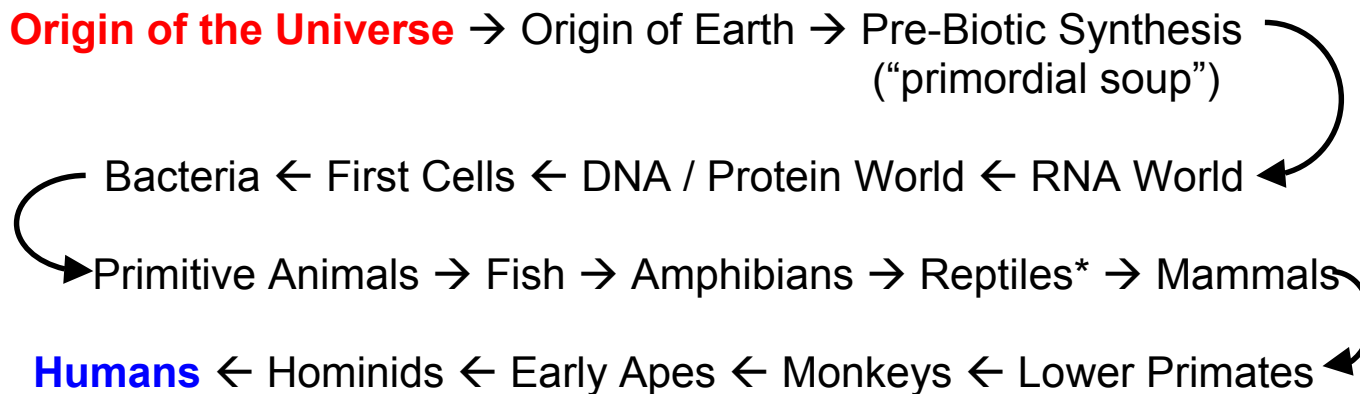 Origin of the Universe → Origin of Earth → Pre-Biotic Synthesis
(“primordial soup”)
Bacteria ← First Cells ← DNA / Protein World ← RNA World
Primitive Animals → Fish → Amphibians → Reptiles* → Mammals
Humans ← Hominids ← Early Apes ← Monkeys ← Lower Primates